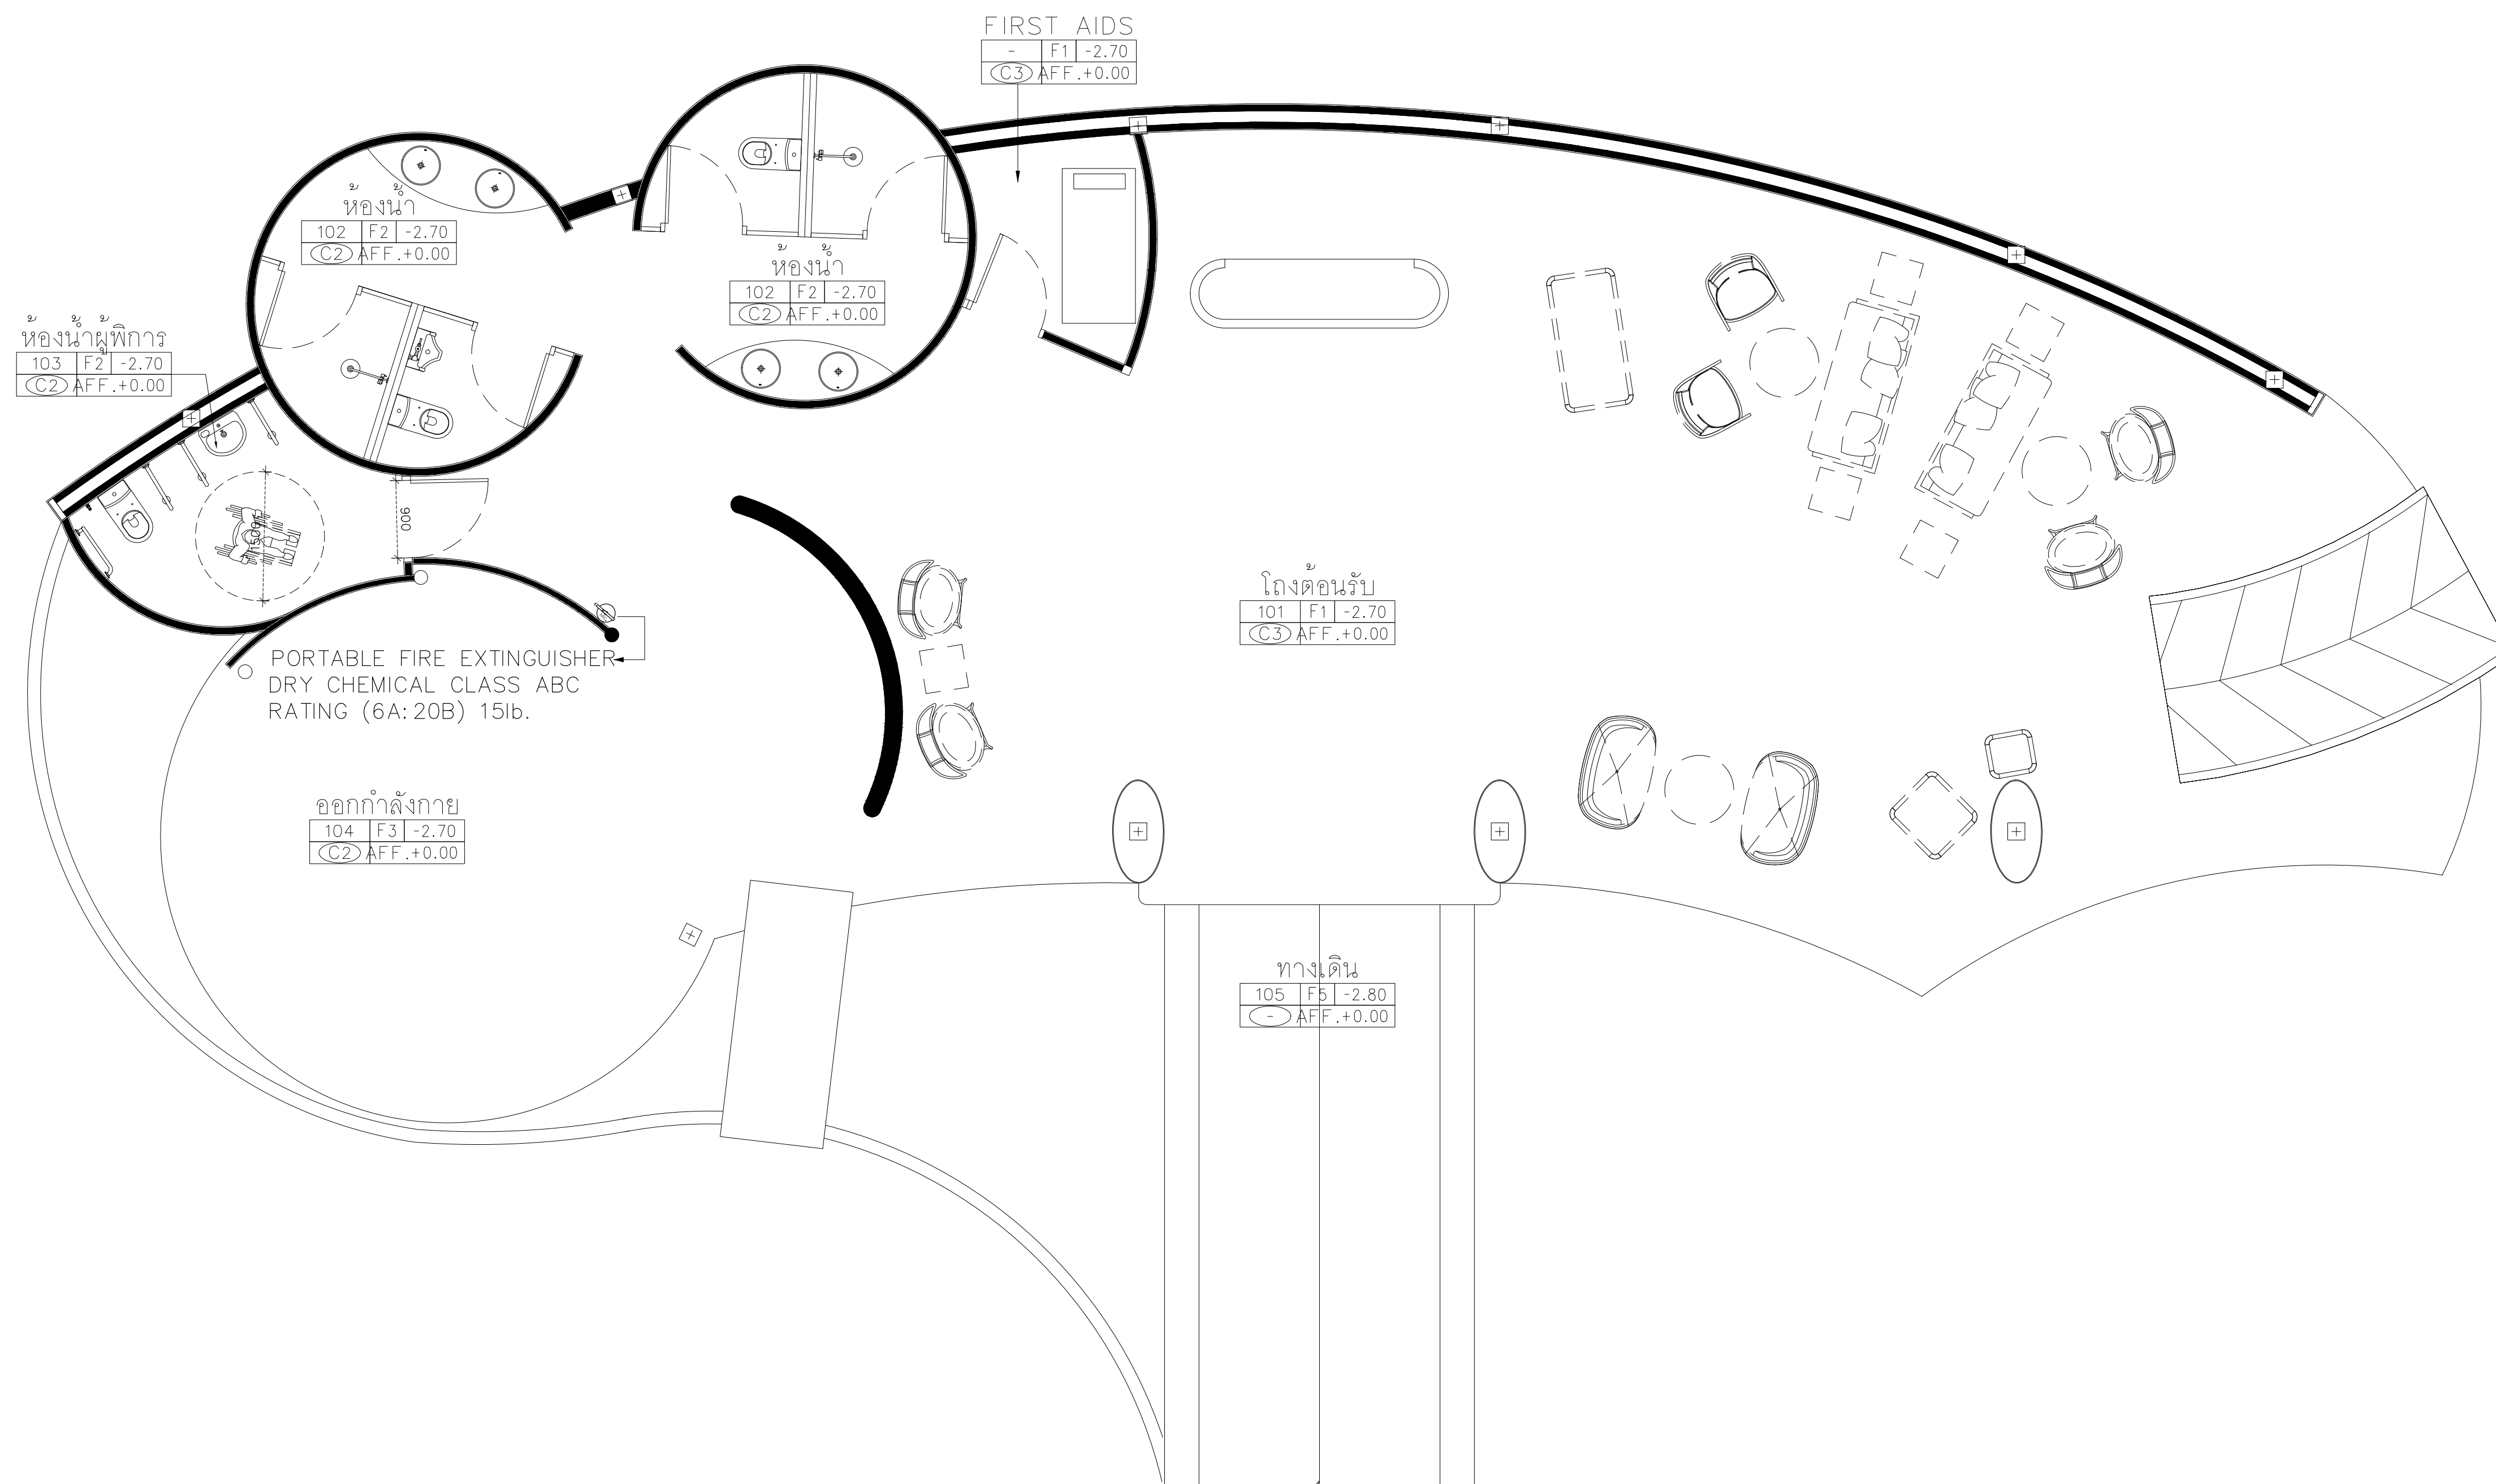 FIRST AIDS
- F1 -2.70
C3 AFF.+0.00
ห้องน้ำ
102 F2 -2.70
C2 AFF.+0.00
ห้องน้ำ
102 F2 -2.70
C2 AFF.+0.00
ห้องน้ำผู้พิการ
103 F2 -2.70
C2 AFF.+0.00
1500
900
PORTABLE FIRE EXTINGUISHER
DRY CHEMICAL CLASS ABC
RATING (6A:20B) 15lb.
โถงต้อนรับ
101 F1 -2.70
C3 AFF.+0.00
ออกกำลังกาย
104 F3 -2.70
C2 AFF.+0.00
ทางเดิน
105 F5 -2.80
- AFF.+0.00